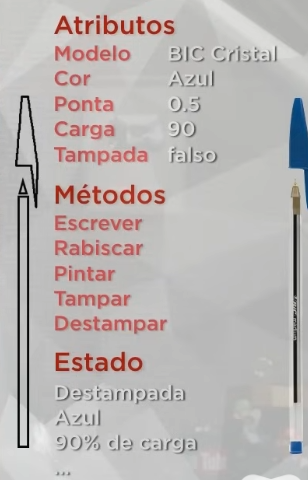 Atributos
Modelo BIC Cristal
Cor Azul
Ponta 0.5
Carga 90
Tampada falso
Métodos
Escrever
Rabiscar
Pintar
Tampar
Destampar
Estado
Destampada
Azul
90% de carga
...